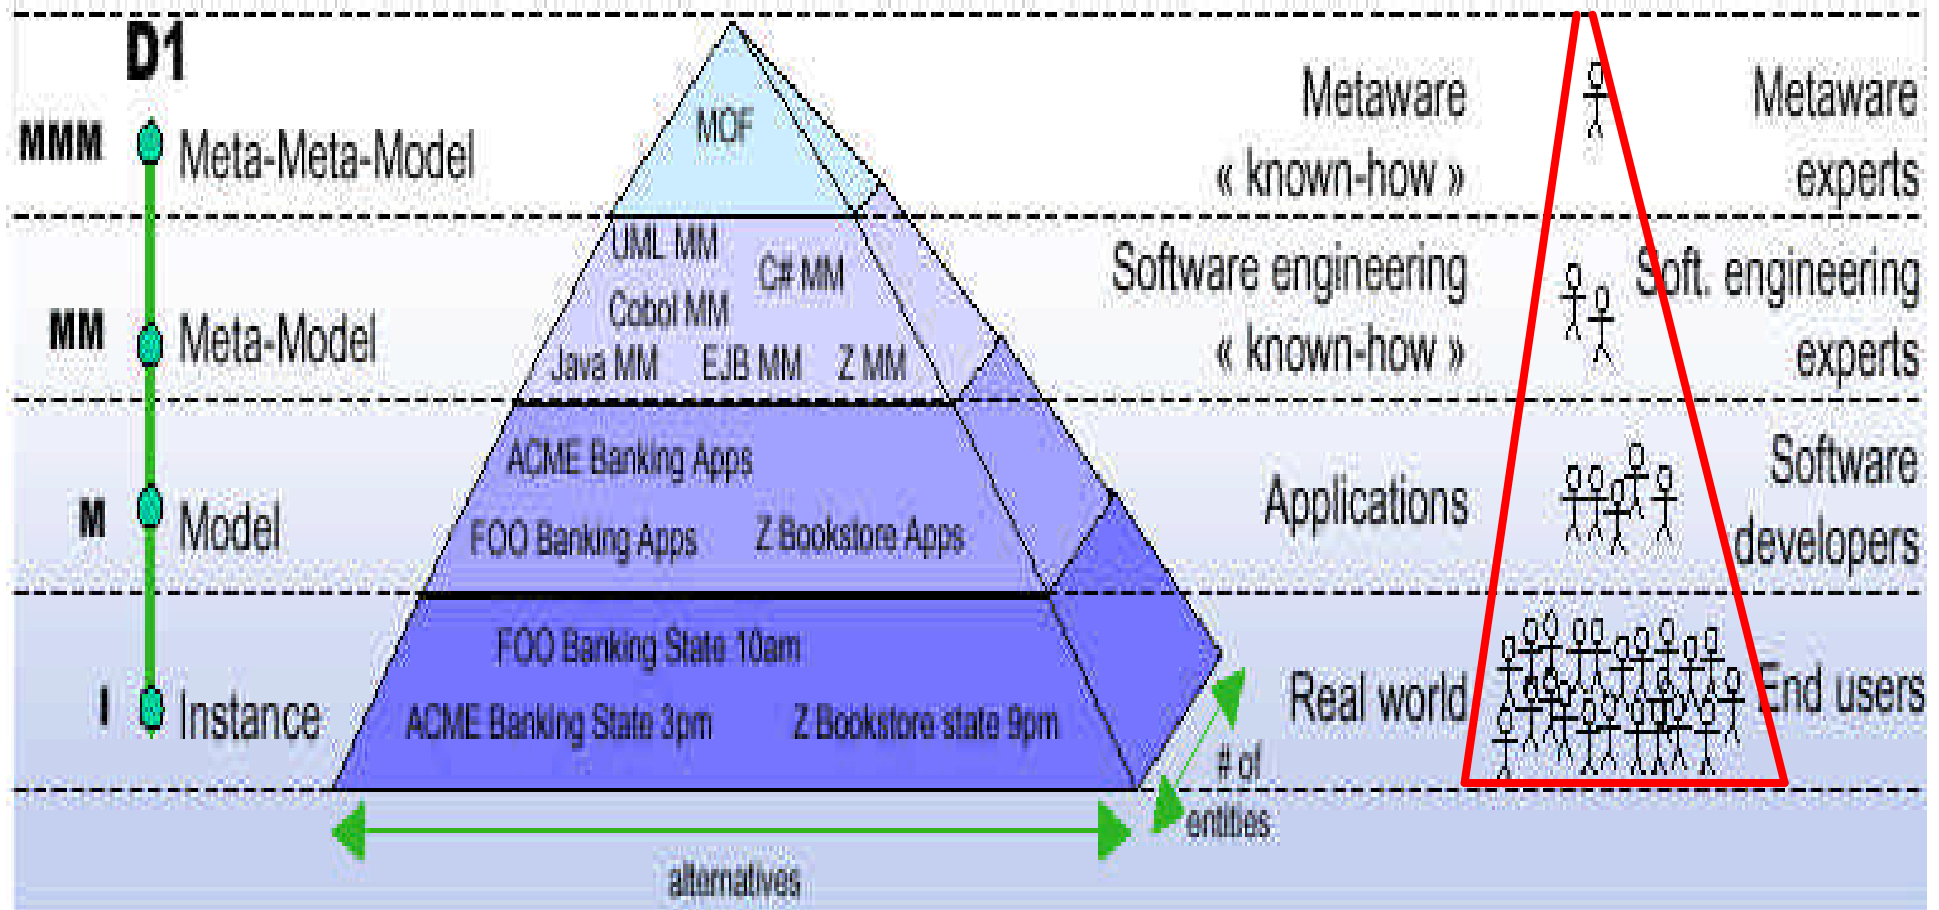 D1
MMM
Meta-Meta-Model
MOF
Metaware
« known-how »
Metaware
experts
MM
Meta-Model
UML MM
C# MM
Cobol MM
Java MM
EJB MM
Z MM
Software engineering
« known-how »
Soft. engineering
experts
M
Model
ACME Banking Apps
FOO Banking Apps
Z Bookstore Apps
Applications
Software
developers
I
Instance
FOO Banking State 10am
ACME Banking State 3pm
Z Bookstore state 9pm
Real world
End users
# of
entities
alternatives